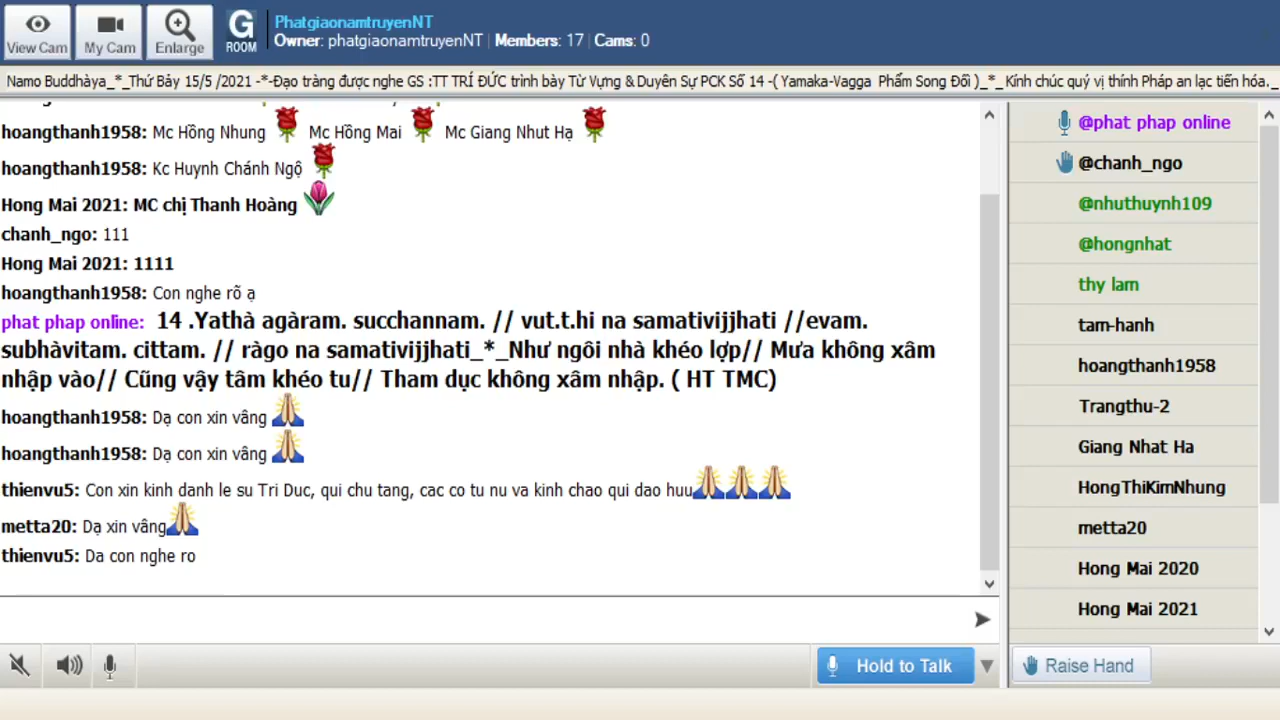 View Cam
My Cam
Enlarge
G
ROOM
PhatgiaonamtruyenNT
Owner: phatgiaonamtruyenNT | Members: 17 | Cams: 0
Namo Buddhàya_*_Thứ Bảy 15/5 /2021 -*-Đạo tràng được nghe GS :TT TRÍ ĐỨC trình bày Từ Vựng & Duyên Sự PCK Số 14 -( Yamaka-Vagga  Phẩm Song Đối )_*_ Kính chúc quý vị thính Pháp an lạc tiến hóa._
hoangthanh1958: Mc Hồng Nhung Mc Hồng Mai Mc Giang Nhut Hạ
hoangthanh1958: Kc Huynh Chánh Ngộ
Hong Mai 2021: MC chị Thanh Hoàng
chanh_ngo: 111
Hong Mai 2021: 1111
hoangthanh1958: Con nghe rõ ạ
phat phap online: 14 .Yathà agàram. succhannam. // vut.t.hi na samativijjhati //evam.
subhàvitam. cittam. // ràgo na samativijjhati_*_Như ngôi nhà khéo lợp// Mưa không xâm
nhập vào// Cũng vậy tâm khéo tu// Tham dục không xâm nhập. ( HT TMC)
hoangthanh1958: Dạ con xin vâng
hoangthanh1958: Dạ con xin vâng
thienvu5: Con xin kinh danh le su Tri Duc, qui chu tang, cac co tu nu va kinh chao qui dao huu
metta20: Dạ xin vâng
thienvu5: Da con nghe ro
@phat phap online
@chanh_ngo
@nhuthuynh109
@hongnhat
thy lam
tam-hanh
hoangthanh1958
Trangthu-2
Giang Nhat Ha
HongThiKimNhung
metta20
Hong Mai 2020
Hong Mai 2021
Hold to Talk
Raise Hand